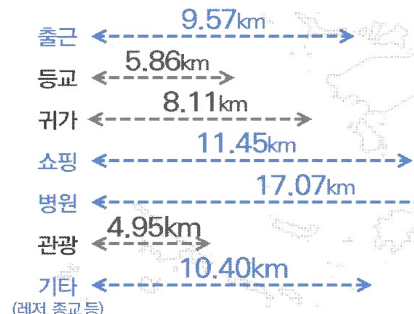 출근 9.57km
등교 5.86km
귀가 8.11km
쇼핑 11.45km
병원 17.07km
관광 4.95km
기타 10.40km
(레저 종교 등)